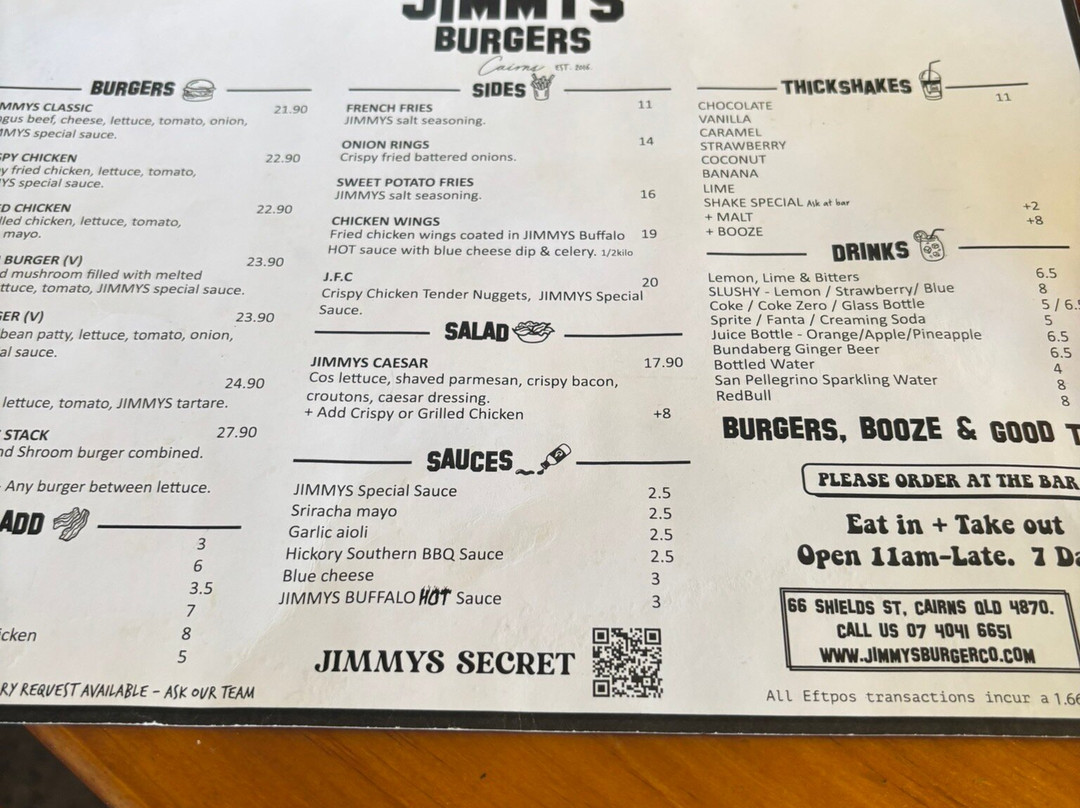 JIMMYS
BURGERS
Cairns EST. 2006
BURGERS
MMYS CLASSIC 21.90
gus beef, cheese, lettuce, tomato, onion,
MMYS special sauce.
SPY CHICKEN 22.90
y fried chicken, lettuce, tomato,
YS special sauce.
ED CHICKEN 22.90
lled chicken, lettuce, tomato,
mayo.
BURGER (V) 23.90
d mushroom filled with melted
ttuce, tomato, JIMMYS special sauce.
GER (V) 23.90
bean patty, lettuce, tomato, onion,
al sauce.
24.90
lettuce, tomato, JIMMYS tartare.
STACK 27.90
nd Shroom burger combined.
- Any burger between lettuce.
ADD
3
6
3.5
7
icken 8
5
RY REQUEST AVAILABLE - ASK OUR TEAM
SIDES
FRENCH FRIES 11
JIMMYS salt seasoning.
ONION RINGS 14
Crispy fried battered onions.
SWEET POTATO FRIES
JIMMYS salt seasoning. 16
CHICKEN WINGS
Fried chicken wings coated in JIMMYS Buffalo 19
HOT sauce with blue cheese dip & celery. 1/2kilo
J.F.C 20
Crispy Chicken Tender Nuggets, JIMMYS Special
Sauce.
SALAD
JIMMYS CAESAR 17.90
Cos lettuce, shaved parmesan, crispy bacon,
croutons, caesar dressing.
+ Add Crispy or Grilled Chicken +8
SAUCES
JIMMYS Special Sauce 2.5
Sriracha mayo 2.5
Garlic aioli 2.5
Hickory Southern BBQ Sauce 2.5
Blue cheese 3
JIMMYS BUFFALO HOT Sauce 3
JIMMYS SECRET
THICKSHAKES 11
CHOCOLATE
VANILLA
CARAMEL
STRAWBERRY
COCONUT
BANANA
LIME
SHAKE SPECIAL Ask at bar
+ MALT +2
+ BOOZE +8
DRINKS
Lemon, Lime & Bitters 6.5
SLUSHY - Lemon / Strawberry/ Blue 8
Coke / Coke Zero / Glass Bottle 5 / 6.5
Sprite / Fanta / Creaming Soda 5
Juice Bottle - Orange/Apple/Pineapple 6.5
Bundaberg Ginger Beer 6.5
Bottled Water 4
San Pellegrino Sparkling Water 8
RedBull 8
BURGERS, BOOZE & GOOD T
PLEASE ORDER AT THE BAR
Eat in + Take out
Open 11am-Late. 7 Da
66 SHIELDS ST, CAIRNS QLD 4870.
CALL US 07 4041 6651
WWW.JIMMYSBURGERCO.COM
All Eftpos transactions incur a 1.66